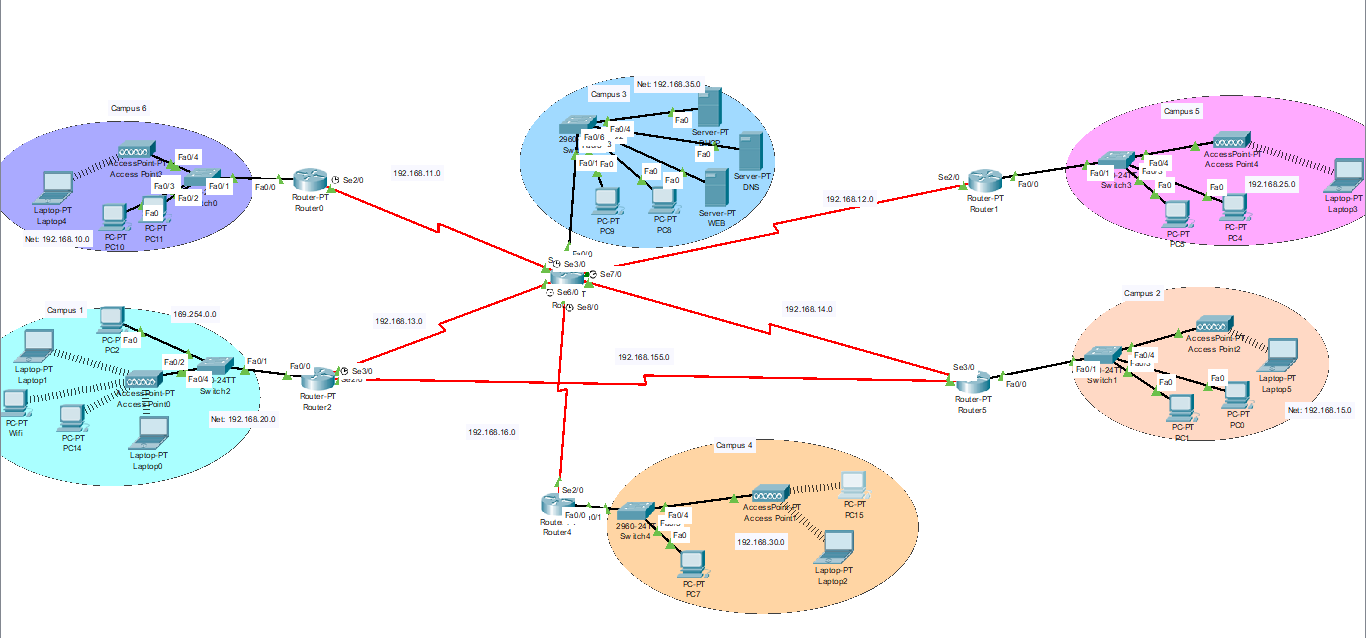 Campus 6
AccessPoint-PT
Fa0/4
Fa0/3
Fa0/1
Fa0/2
Fa0
Laptop-PT
Laptop4
PC-PT
PC10
PC-PT
PC11
Net: 192.168.10.0
Fa0/0
Se2/0
Router-PT
Router0
192.168.11.0
Campus 3
Net: 192.168.35.0
Fa0/4
Fa0/6
Fa0/1
Fa0
Fa0
Fa0
Fa0
Fa0
Server-PT
Server-PT
DNS
Server-PT
WEB
PC-PT
PC9
PC-PT
PC8
Se3/0
Se7/0
Se6/0
Se8/0
192.168.12.0
Se2/0
Fa0/0
Router-PT
Router1
Campus 5
AccessPoint-PT
Access Point4
Fa0/4
Fa0/1
Switch3
Fa0
Fa0
192.168.25.0
Laptop-PT
Laptop3
PC-PT
PC-PT
PC4
Campus 1
169.254.0.0
PC2
Fa0
Laptop-PT
Laptop1
Fa0/2
Fa0/4
Fa0/1
Switch2
AccessPoint-PT
Access Point0
PC-PT
Wifi
PC-PT
PC14
Laptop-PT
Laptop0
Net: 192.168.20.0
Fa0/0
Se3/0
Router-PT
Router2
192.168.13.0
192.168.14.0
192.168.155.0
192.168.16.0
Se3/0
Fa0/0
Router-PT
Router5
Campus 2
AccessPoint-PT
Access Point2
Fa0/4
Fa0/1
Switch1
Fa0
Fa0
Laptop-PT
Laptop5
PC-PT
PC1
PC-PT
PC0
Net: 192.168.15.0
Campus 4
Se2/0
Fa0/0
Router4
2960-24TT
Switch4
Fa0/4
Fa0
AccessPoint-PT
Access Point1
192.168.30.0
PC-PT
PC15
Laptop-PT
Laptop2
PC-PT
PC7